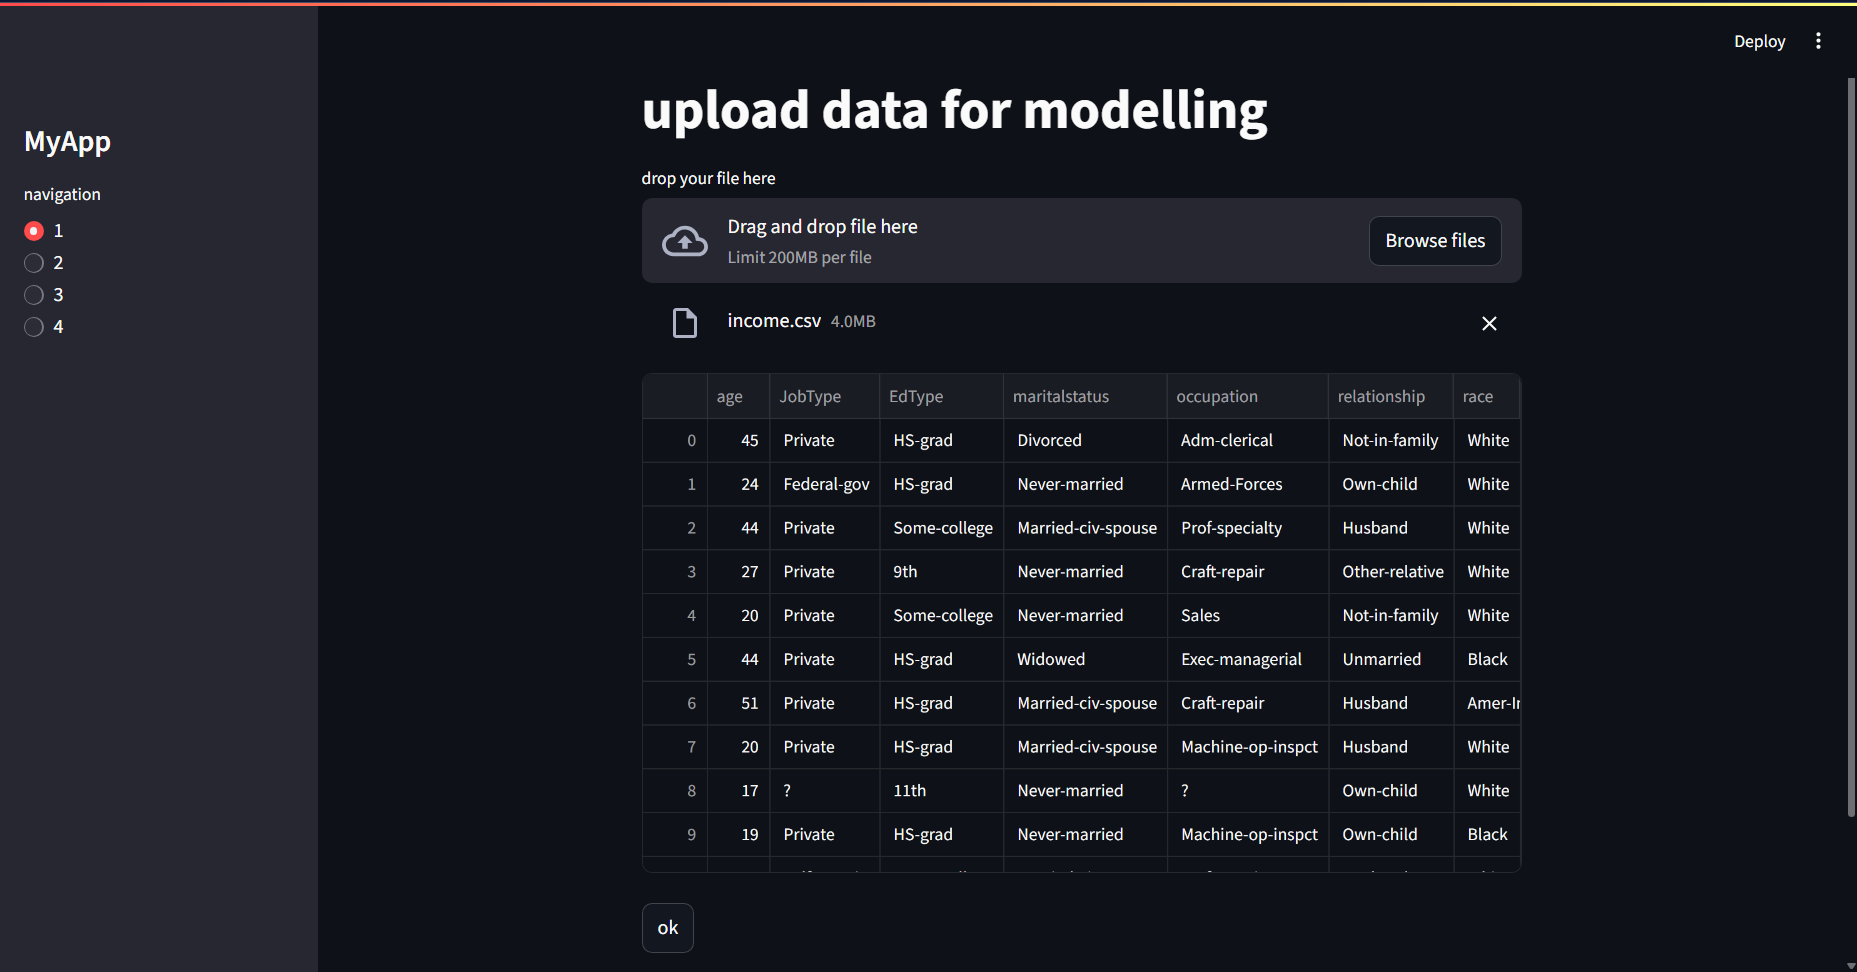 Deploy
MyApp
navigation
1
2
3
4
upload data for modelling
drop your file here
Drag and drop file here
Limit 200MB per file
Browse files
income.csv 4.0MB
age JobType EdType maritalstatus occupation relationship race
0 45 Private HS-grad Divorced Adm-clerical Not-in-family White
1 24 Federal-gov HS-grad Never-married Armed-Forces Own-child White
2 44 Private Some-college Married-civ-spouse Prof-specialty Husband White
3 27 Private 9th Never-married Craft-repair Other-relative White
4 20 Private Some-college Never-married Sales Not-in-family White
5 44 Private HS-grad Widowed Exec-managerial Unmarried Black
6 51 Private HS-grad Married-civ-spouse Craft-repair Husband Amer-I
7 20 Private HS-grad Married-civ-spouse Machine-op-inspct Husband White
8 17 ? 11th Never-married ? Own-child White
9 19 Private HS-grad Never-married Machine-op-inspct Own-child Black
ok